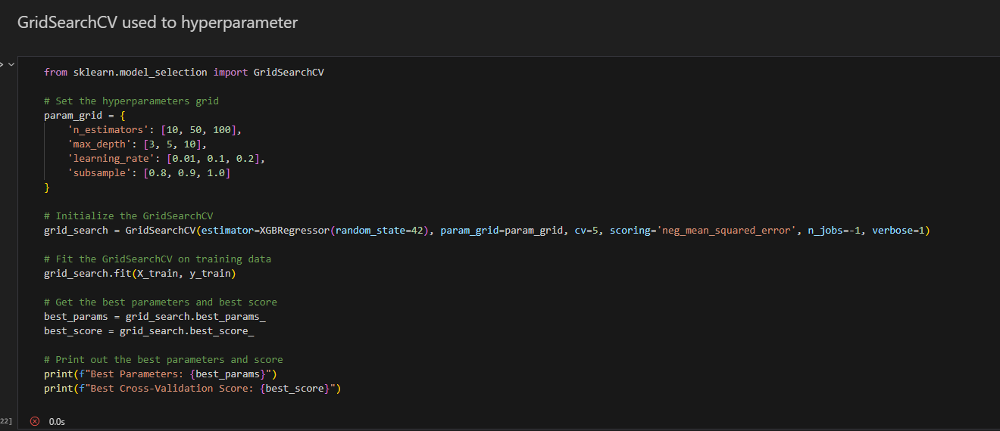 GridSearchCV used to hyperparameter
from sklearn.model_selection import GridSearchCV
# Set the hyperparameters grid
param_grid = {
    'n_estimators': [10, 50, 100],
    'max_depth': [3, 5, 10],
    'learning_rate': [0.01, 0.1, 0.2],
    'subsample': [0.8, 0.9, 1.0]
}
# Initialize the GridSearchCV
grid_search = GridSearchCV(estimator=XGBRegressor(random_state=42), param_grid=param_grid, cv=5, scoring='neg_mean_squared_error', n_jobs=-1, verbose=1)
# Fit the GridSearchCV on training data
grid_search.fit(X_train, y_train)
# Get the best parameters and best score
best_params = grid_search.best_params_
best_score = grid_search.best_score_
# Print out the best parameters and score
print(f"Best Parameters: {best_params}")
print(f"Best Cross-Validation Score: {best_score}")
22] 0.0s